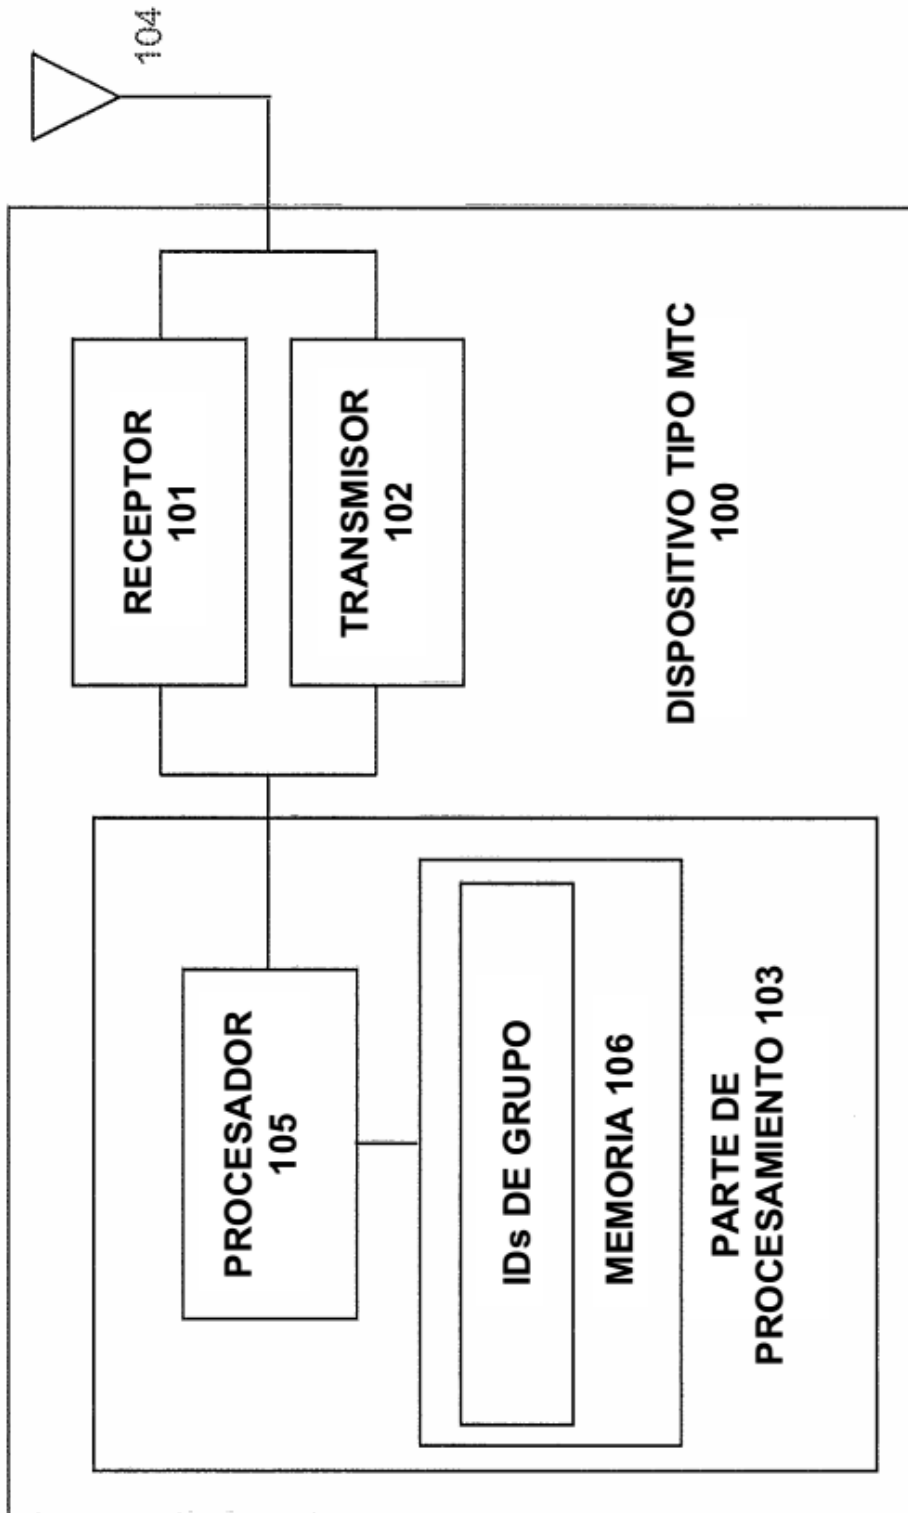 104
RECEPTOR
101
TRANSMISOR
102
DISPOSITIVO TIPO MTC
100
PROCESADOR
105
IDs DE GRUPO
MEMORIA 106
PARTE DE
PROCESAMIENTO 103